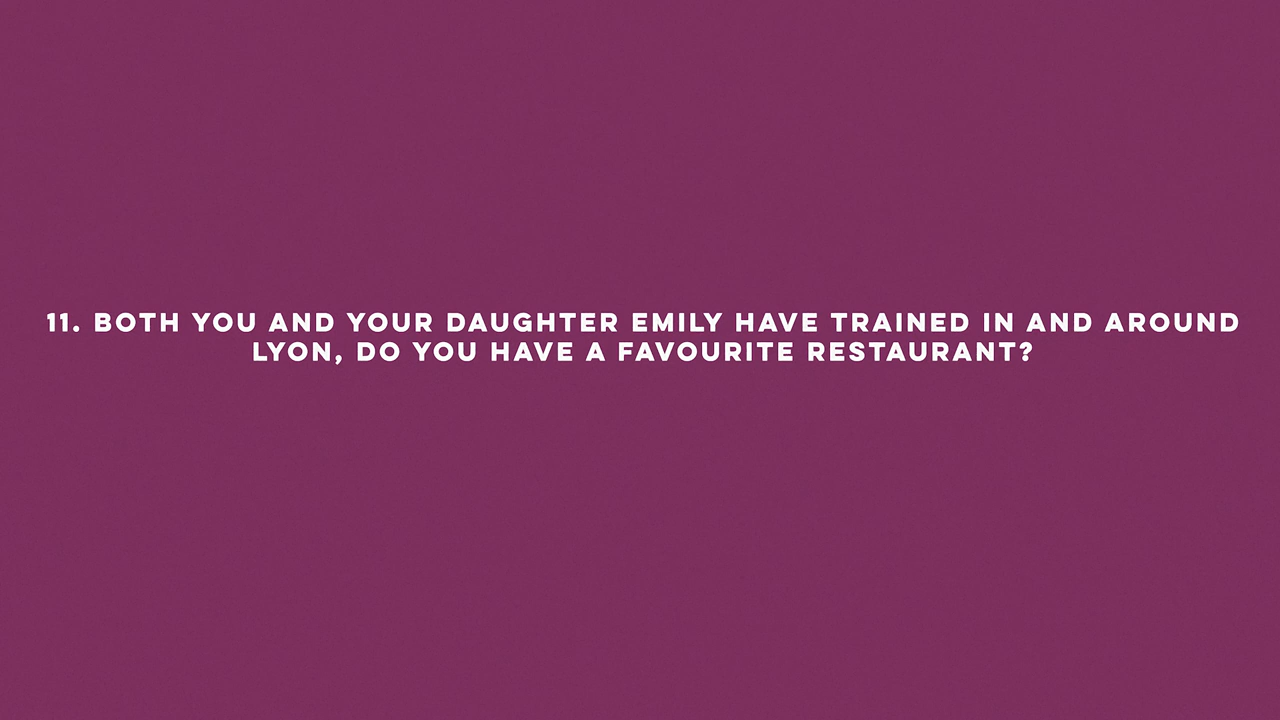 11. BOTH YOU AND YOUR DAUGHTER EMILY HAVE TRAINED IN AND AROUND
LYON, DO YOU HAVE A FAVOURITE RESTAURANT?